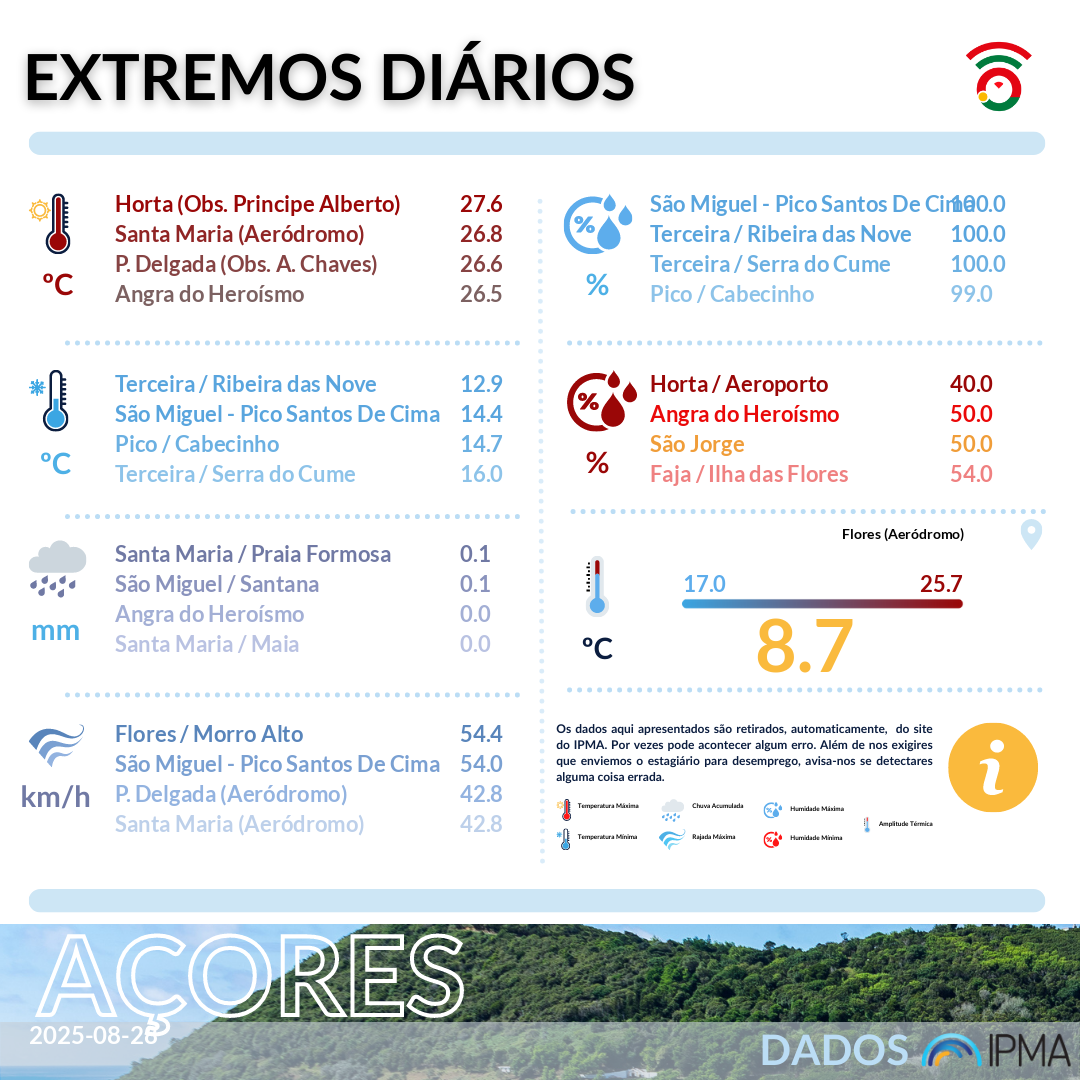 EXTREMOS DIÁRIOS
Horta (Obs. Principe Alberto) 27.6
Santa Maria (Aeródromo) 26.8
P. Delgada (Obs. A. Chaves) 26.6
Angra do Heroísmo 26.5
ºC
São Miguel - Pico Santos De Cima 100.0
Terceira / Ribeira das Nove 100.0
Terceira / Serra do Cume 100.0
Pico / Cabecinho 99.0
%
%
Terceira / Ribeira das Nove 12.9
São Miguel - Pico Santos De Cima 14.4
Pico / Cabecinho 14.7
Terceira / Serra do Cume 16.0
ºC
Horta / Aeroporto 40.0
Angra do Heroísmo 50.0
São Jorge 50.0
Faja / Ilha das Flores 54.0
%
%
Santa Maria / Praia Formosa 0.1
São Miguel / Santana 0.1
Angra do Heroísmo 0.0
Santa Maria / Maia 0.0
mm
Flores (Aeródromo)
17.0 25.7
8.7
ºC
Flores / Morro Alto 54.4
São Miguel - Pico Santos De Cima 54.0
P. Delgada (Aeródromo) 42.8
Santa Maria (Aeródromo) 42.8
km/h
Os dados aqui apresentados são retirados, automaticamente, do site
do IPMA. Por vezes pode acontecer algum erro. Além de nos exigires
que enviemos o estagiário para desemprego, avisa-nos se detectares
alguma coisa errada.
i
Temperatura Máxima Chuva Acumulada Humidade Máxima
Amplitude Térmica
Temperatura Mínima Rajada Máxima Humidade Mínima
AÇORES
2025-08-28
DADOS IPMA